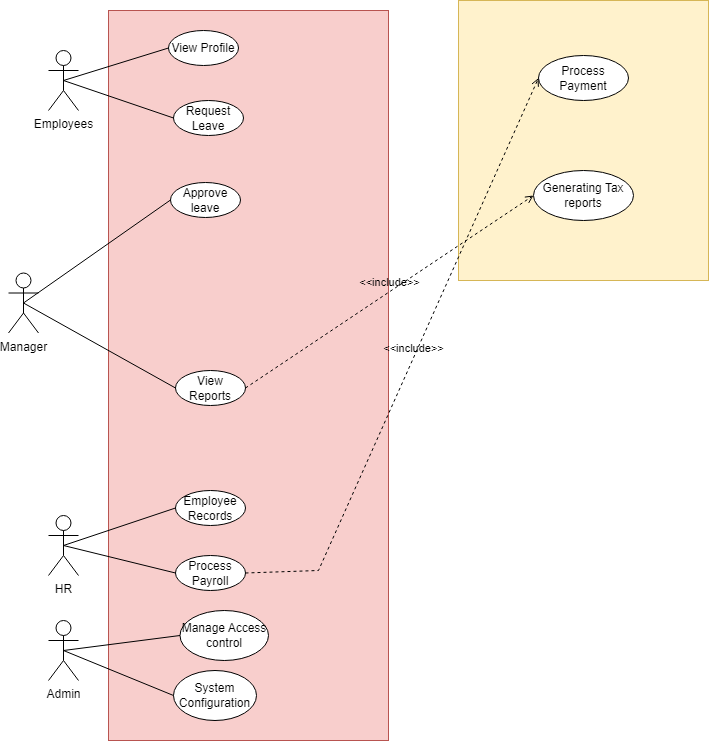 View Profile
Employees
Request
Leave
Process
Payment
Approve
leave
Generating Tax
reports
<<include>>
Manager
<<include>>
View
Reports
Employee
Records
HR
Process
Payroll
Manage Access
control
Admin
System
Configuration